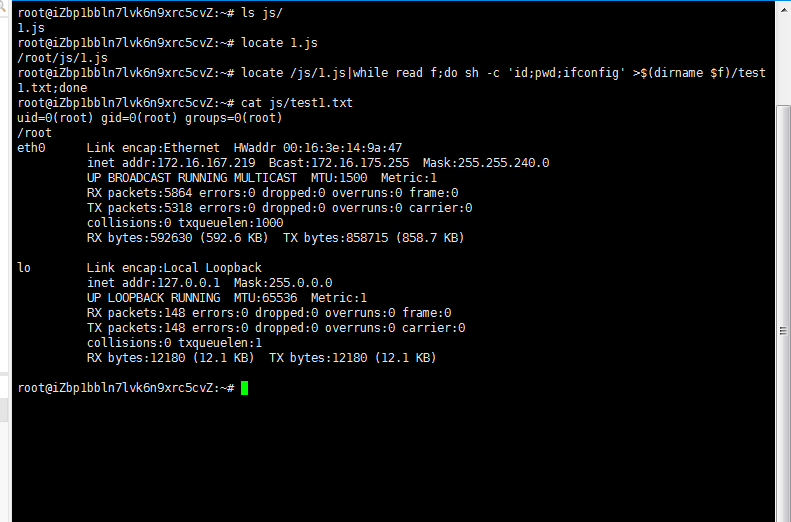 root@iZbp1bbln7lvk6n9xrc5cvZ:~# ls js/
1.js
root@iZbp1bbln7lvk6n9xrc5cvZ:~# locate 1.js
/root/js/1.js
root@iZbp1bbln7lvk6n9xrc5cvZ:~# locate /js/1.js|while read f;do sh -c 'id;pwd;ifconfig' >$(dirname $f)/test
1.txt;done
root@iZbp1bbln7lvk6n9xrc5cvZ:~# cat js/test1.txt
uid=0(root) gid=0(root) groups=0(root)
/root
eth0      Link encap:Ethernet  HWaddr 00:16:3e:14:9a:47
          inet addr:172.16.167.219  Bcast:172.16.175.255  Mask:255.255.240.0
          UP BROADCAST RUNNING MULTICAST  MTU:1500  Metric:1
          RX packets:5864 errors:0 dropped:0 overruns:0 frame:0
          TX packets:5318 errors:0 dropped:0 overruns:0 carrier:0
          collisions:0 txqueuelen:1000
          RX bytes:592630 (592.6 KB)  TX bytes:858715 (858.7 KB)

lo        Link encap:Local Loopback
          inet addr:127.0.0.1  Mask:255.0.0.0
          UP LOOPBACK RUNNING  MTU:65536  Metric:1
          RX packets:148 errors:0 dropped:0 overruns:0 frame:0
          TX packets:148 errors:0 dropped:0 overruns:0 carrier:0
          collisions:0 txqueuelen:1
          RX bytes:12180 (12.1 KB)  TX bytes:12180 (12.1 KB)

root@iZbp1bbln7lvk6n9xrc5cvZ:~#